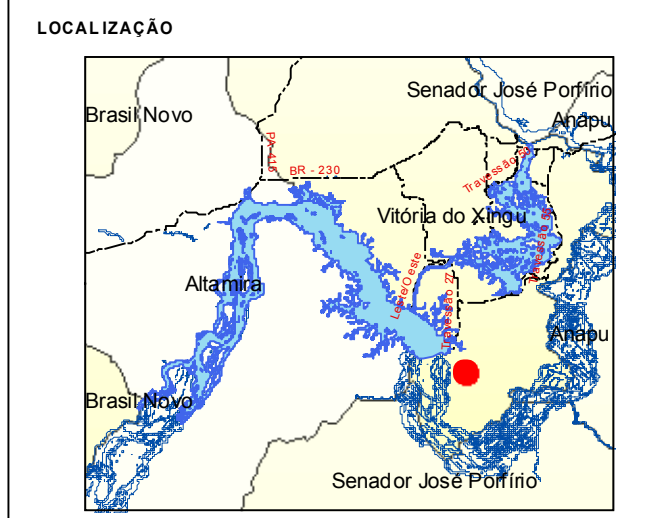 LOCALIZAÇÃO
Senador José Porfírio
Brasil Novo
Anapu
PA-415
BR - 230
Vitória do Xingu
Leste/Oeste
Altamira
Travessão 27
Anapu
Brasil Novo
Senador José Porfírio